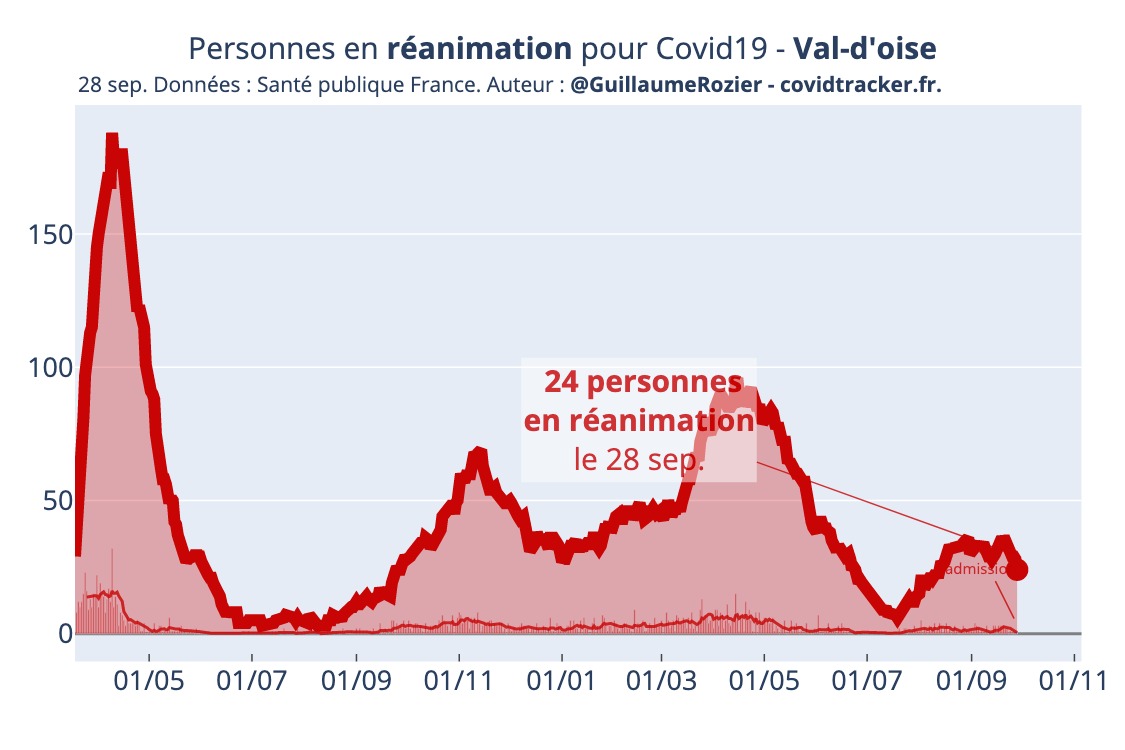 Personnes en réanimation pour Covid19 - Val-d'oise
28 sep. Données : Santé publique France. Auteur : @GuillaumeRozier - covidtracker.fr.
150
100
50
0
24 personnes
en réanimation
le 28 sep.
01/05 01/07 01/09 01/11 01/01 01/03 01/05 01/07 01/09 01/11